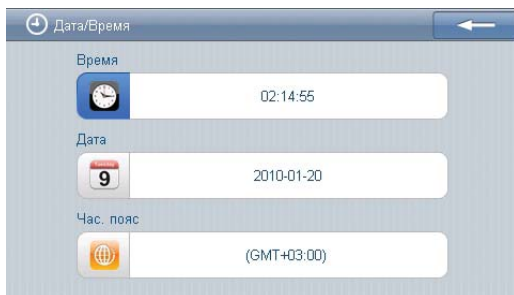 Дата/Время
Время
02:14:55
Дата
9
2010-01-20
Час. пояс
(GMT+03:00)